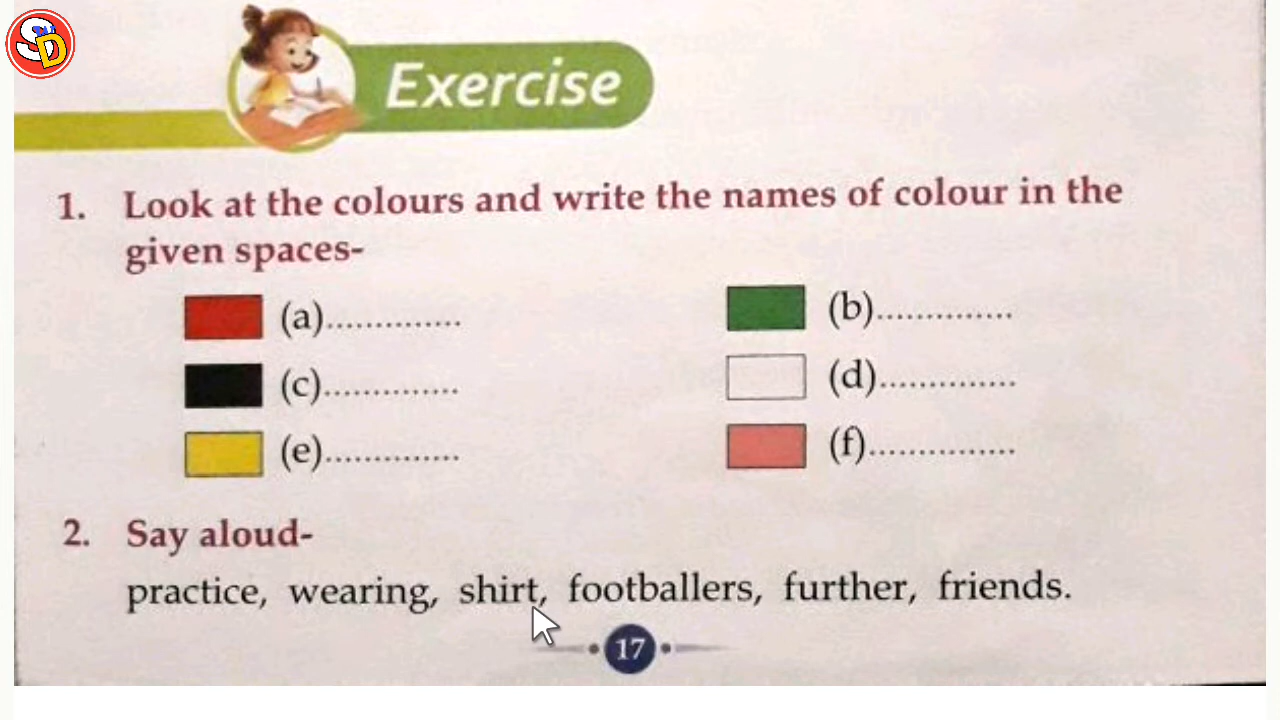 SD
Exercise
1. Look at the colours and write the names of colour in the
given spaces-
(a).............. (b)..............
(c).............. (d)..............
(e).............. (f)...............
2. Say aloud-
practice, wearing, shirt, footballers, further, friends.
17